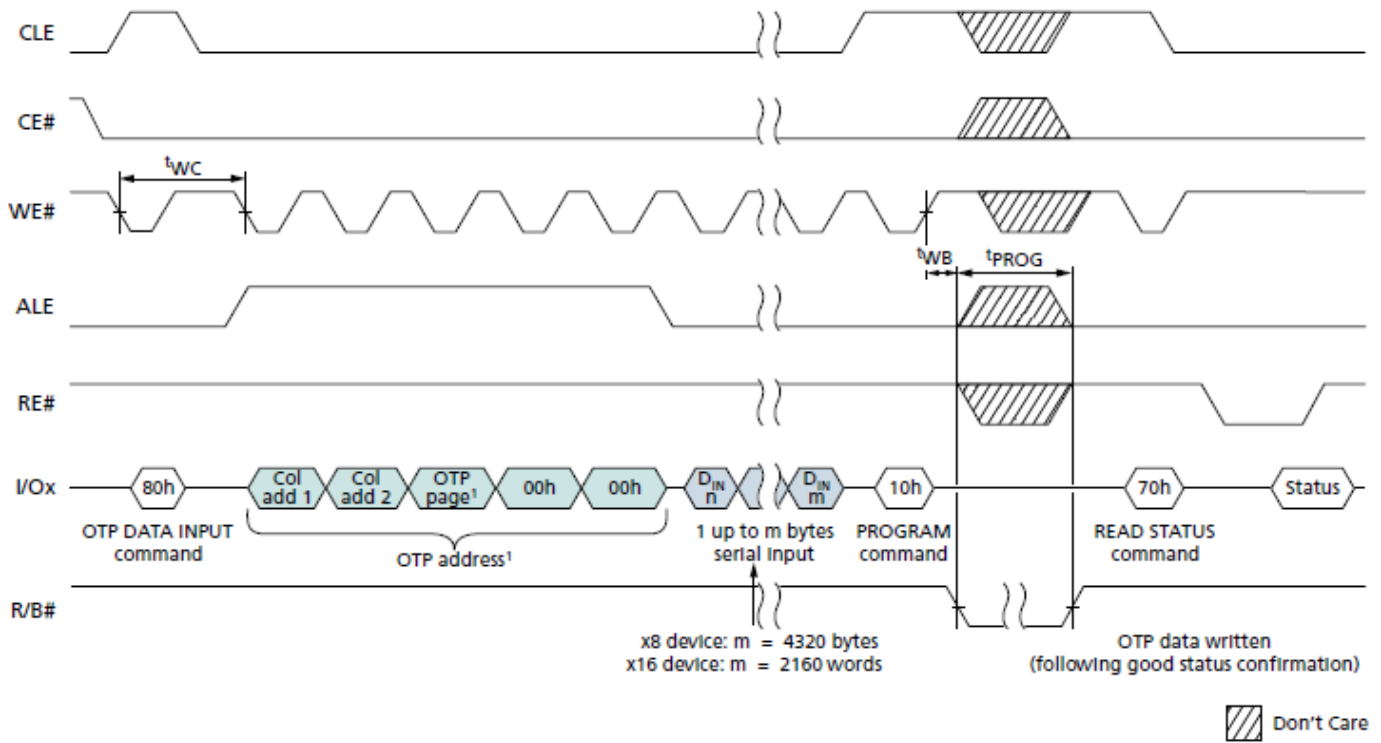 CLE
CE#
tWC
WE#
tWB
tPROG
ALE
RE#
I/Ox
80h
Col add 1
Col add 2
OTP page¹
00h
00h
DIN n
DIN m
10h
70h
Status
OTP DATA INPUT
command
OTP address¹
1 up to m bytes
serial input
PROGRAM
command
READ STATUS
command
R/B#
x8 device: m = 4320 bytes
x16 device: m = 2160 words
OTP data written
(following good status confirmation)
Don't Care